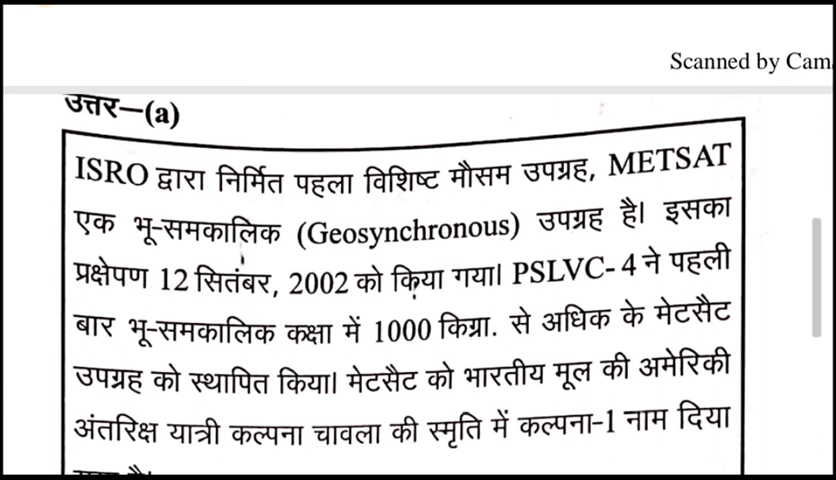 Scanned by Cam
उत्तर–(a)
ISRO द्वारा निर्मित पहला विशिष्ट मौसम उपग्रह, METSAT
एक भू-समकालिक (Geosynchronous) उपग्रह है। इसका
प्रक्षेपण 12 सितंबर, 2002 को किया गया। PSLVC- 4 ने पहली
बार भू-समकालिक कक्षा में 1000 किग्रा. से अधिक के मेटसैट
उपग्रह को स्थापित किया। मेटसैट को भारतीय मूल की अमेरिकी
अंतरिक्ष यात्री कल्पना चावला की स्मृति में कल्पना-1 नाम दिया